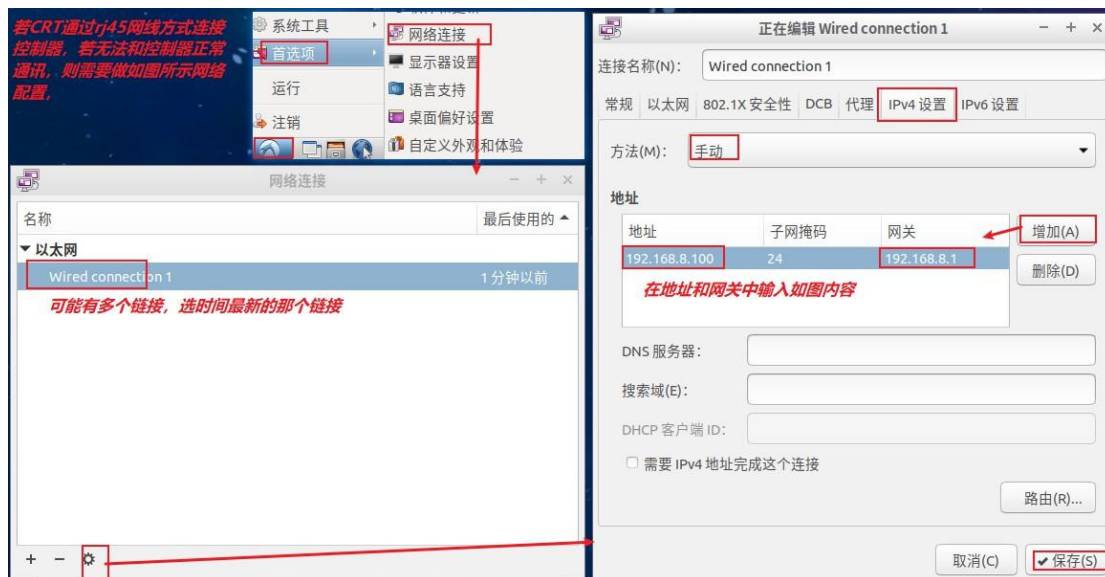 若CRT通过rj45网线方式连接
控制器，若无法和控制器正常
通讯，则需要做如图所示网络
配置，
系统工具
首选项
运行
注销
网络连接
显示器设置
语言支持
桌面偏好设置
自定义外观和体验
网络连接
名称
最后使用的
以太网
Wired connection 1
1 分钟以前
可能有多个链接，选时间最新的那个链接
正在编辑 Wired connection 1
连接名称(N)：
Wired connection 1
常规 以太网 802.1X 安全性 DCB 代理 IPv4 设置 IPv6 设置
方法(M)：
手动
地址
地址 子网掩码 网关
增加(A)
192.168.8.100 24 192.168.8.1
删除(D)
在地址和网关中输入如图内容
DNS 服务器：
搜索域(E)：
DHCP 客户端 ID：
需要 IPv4 地址完成这个连接
路由(R)...
取消(C)
保存(S)